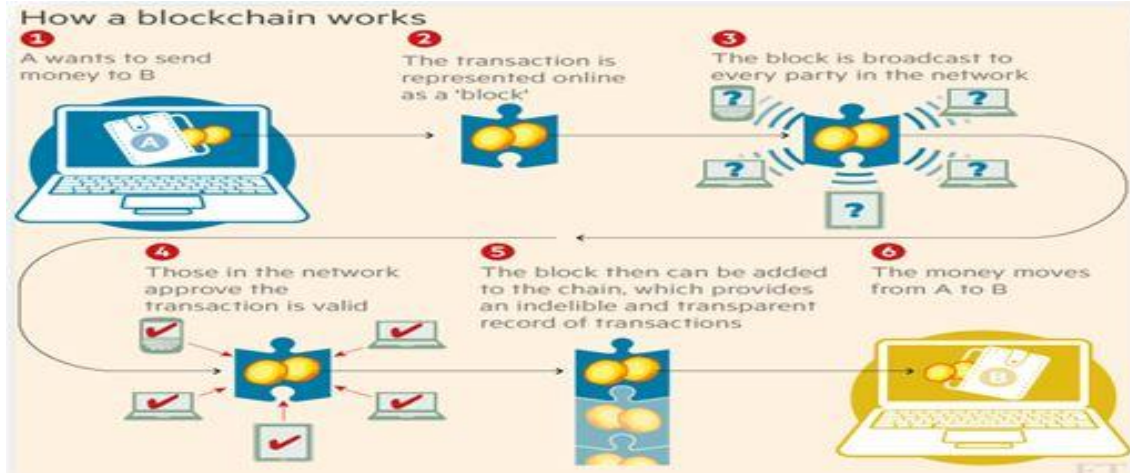 How a blockchain works
1
A wants to send
money to B
2
The transaction is
represented online
as a 'block'
3
The block is broadcast to
every party in the network
A
?
?
?
?
?
4
Those in the network
approve the
transaction is valid
5
The block then can be added
to the chain, which provides
an indelible and transparent
record of transactions
6
The money moves
from A to B
B